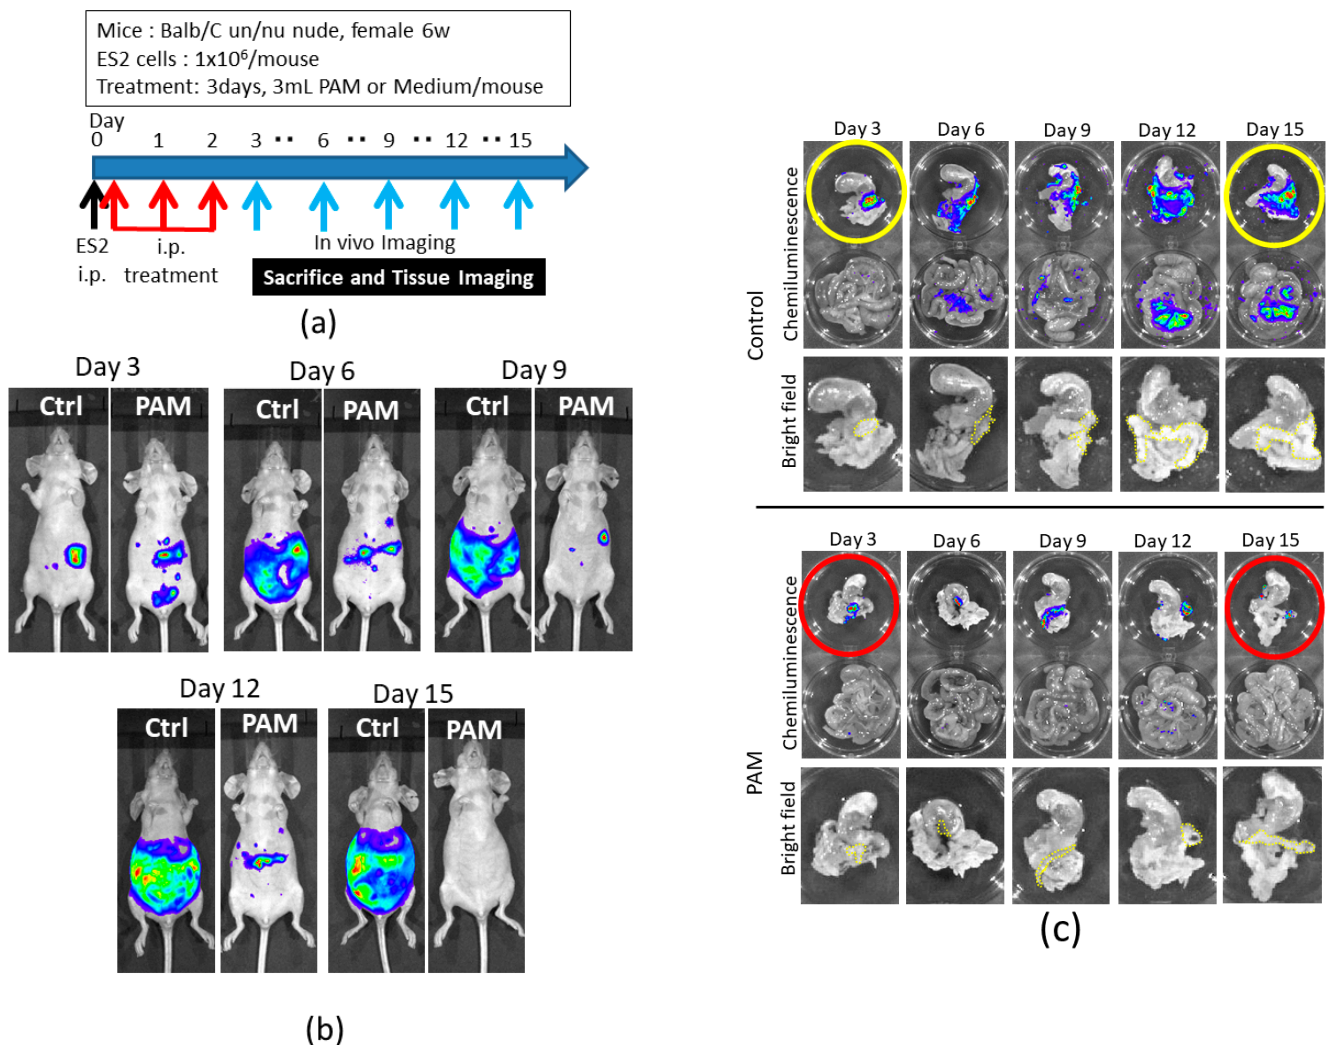 Mice : Balb/C un/nu nude, female 6w
ES2 cells : 1x10⁶/mouse
Treatment: 3days, 3mL PAM or Medium/mouse
Day
0 1 2 3 ·· 6 ·· 9 ·· 12 ·· 15
ES2
i.p.
i.p.
treatment
In vivo Imaging
Sacrifice and Tissue Imaging
(a)
Day 3
Day 6
Day 9
Ctrl PAM Ctrl PAM Ctrl PAM
Day 12
Day 15
Ctrl PAM Ctrl PAM
(b)
Day 3 Day 6 Day 9 Day 12 Day 15
Control
Chemiluminescence
Bright field
Day 3 Day 6 Day 9 Day 12 Day 15
PAM
Chemiluminescence
Bright field
(c)